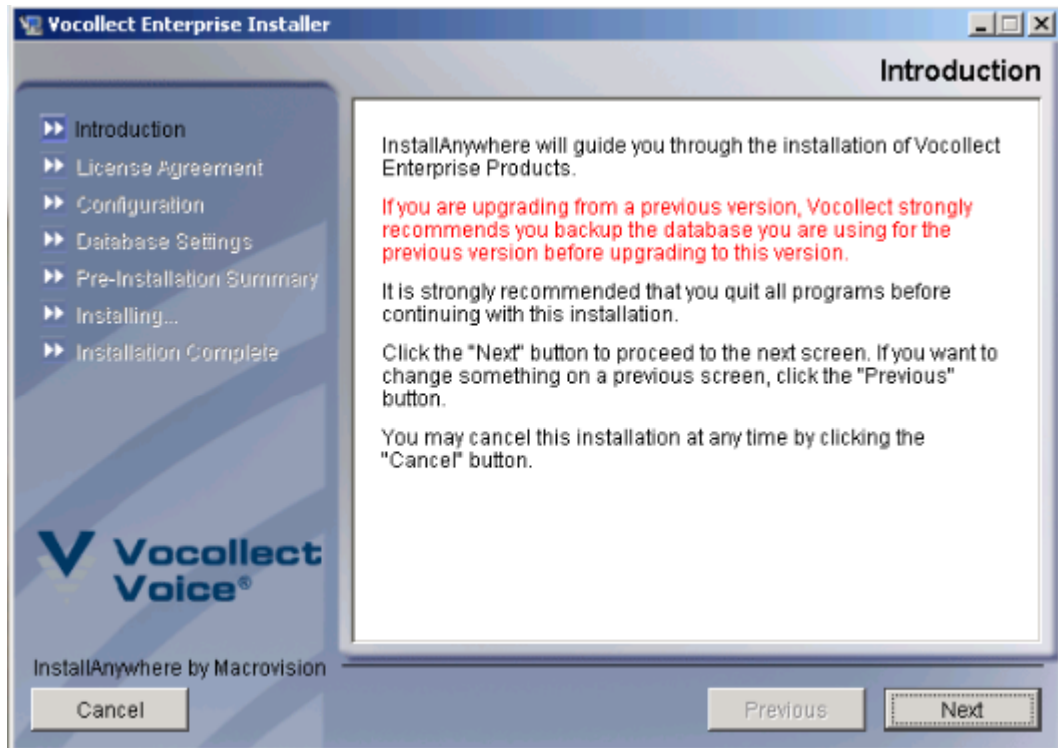 Vocollect Enterprise Installer
Introduction
Introduction
License Agreement
Configuration
Database Settings
Pre-Installation Summary
Installing...
Installation Complete
InstallAnywhere will guide you through the installation of Vocollect
Enterprise Products.
If you are upgrading from a previous version, Vocollect strongly
recommends you backup the database you are using for the
previous version before upgrading to this version.
It is strongly recommended that you quit all programs before
continuing with this installation.
Click the "Next" button to proceed to the next screen. If you want to
change something on a previous screen, click the "Previous"
button.
You may cancel this installation at any time by clicking the
"Cancel" button.
Vocollect
Voice®
InstallAnywhere by Macrovision
Cancel
Previous
Next